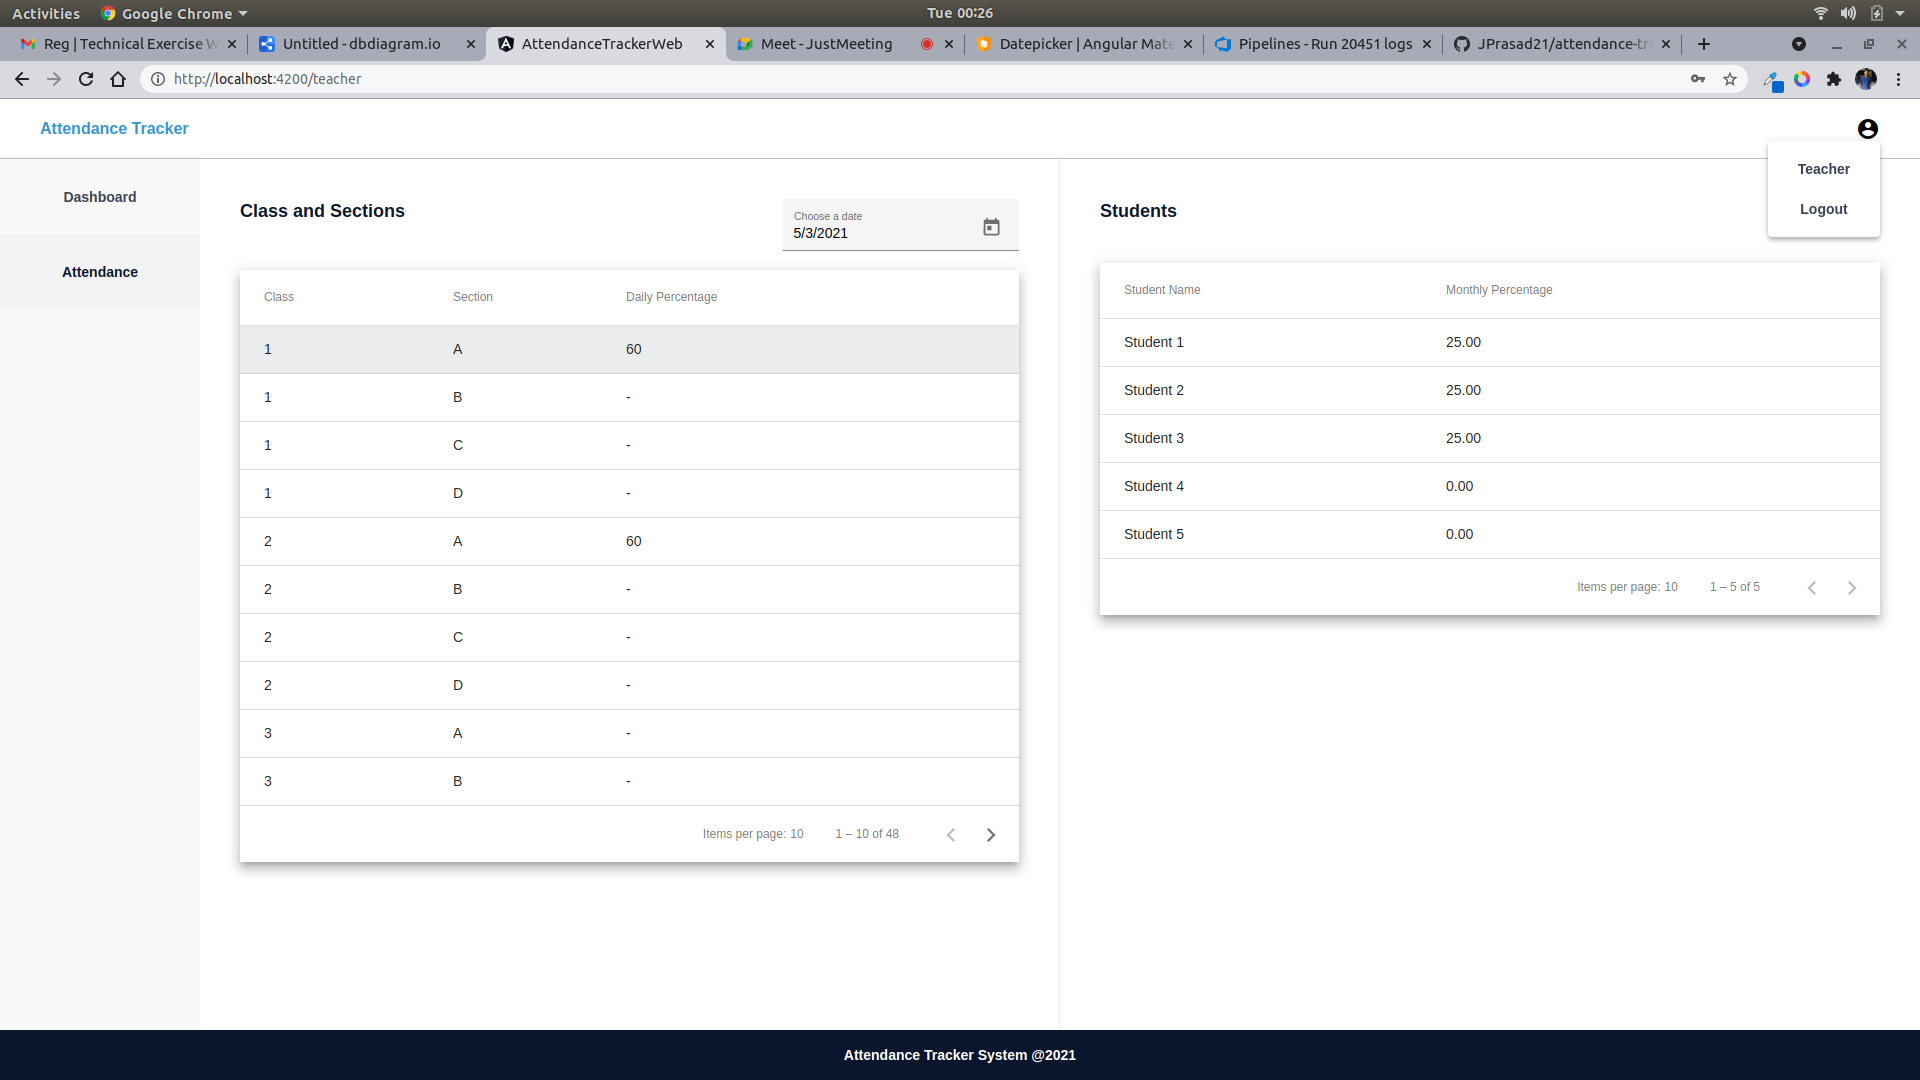 Activities Google Chrome Tue 00:26
Reg | Technical Exercise Untitled - dbdiagram.io AttendanceTrackerWeb Meet - JustMeeting Datepicker | Angular Mate Pipelines - Run 20451 logs JPrasad21/attendance-tra
http://localhost:4200/teacher
Attendance Tracker
Teacher
Logout
Dashboard
Attendance
Class and Sections
Choose a date
5/3/2021
Class Section Daily Percentage
1 A 60
1 B -
1 C -
1 D -
2 A 60
2 B -
2 C -
2 D -
3 A -
3 B -
Items per page: 10 1 – 10 of 48
Students
Student Name Monthly Percentage
Student 1 25.00
Student 2 25.00
Student 3 25.00
Student 4 0.00
Student 5 0.00
Items per page: 10 1 – 5 of 5
Attendance Tracker System @2021